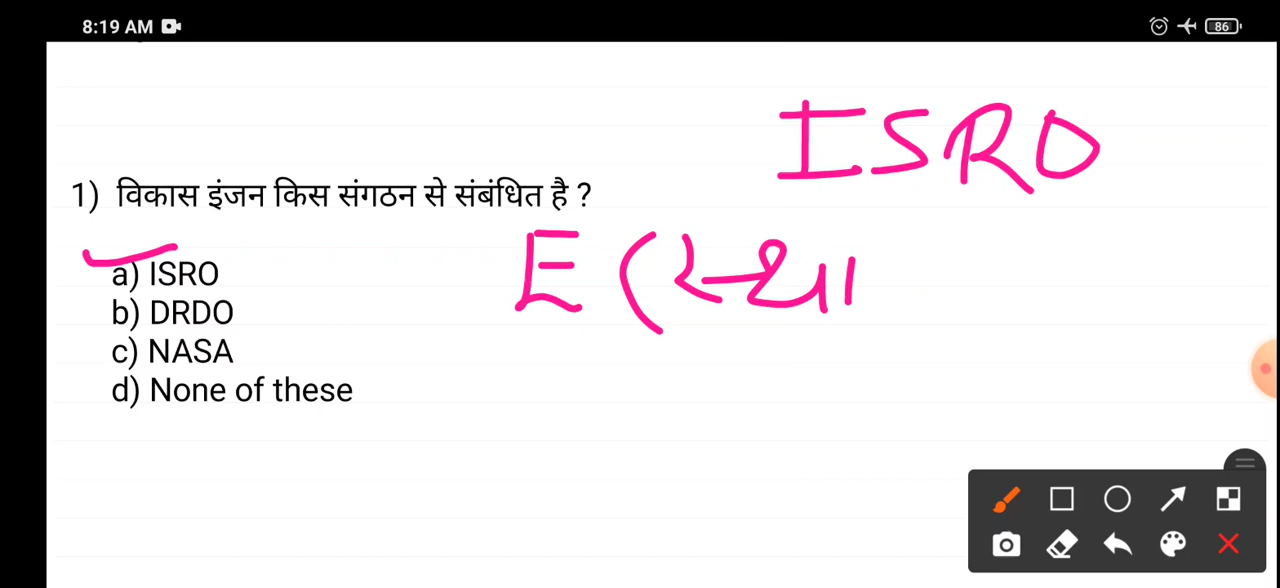 8:19 AM
86
ISRO
1) विकास इंजन किस संगठन से संबंधित है ?
E (स्था
a) ISRO
b) DRDO
c) NASA
d) None of these